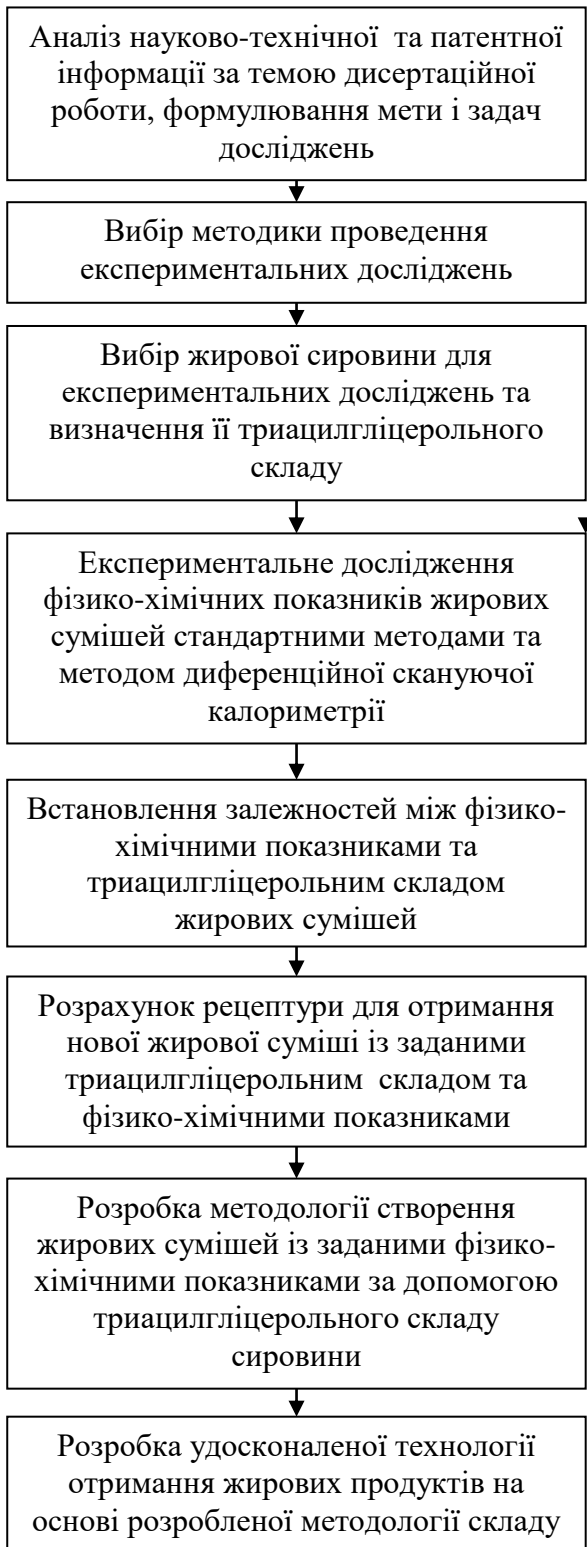 Аналіз науково-технічної та патентної
інформації за темою дисертаційної
роботи, формулювання мети і задач
досліджень
Вибір методики проведення
експериментальних досліджень
Вибір жирової сировини для
експериментальних досліджень та
визначення її триацилгліцерольного
складу
Експериментальне дослідження
фізико-хімічних показників жирових
сумішей стандартними методами та
методом диференційної скануючої
калориметрії
Встановлення залежностей між фізико-
хімічними показниками та
триацилгліцерольним складом
жирових сумішей
Розрахунок рецептури для отримання
нової жирової суміші із заданими
триацилгліцерольним складом та
фізико-хімічними показниками
Розробка методології створення
жирових сумішей із заданими фізико-
хімічними показниками за допомогою
триацилгліцерольного складу
сировини
Розробка удосконаленої технології
отримання жирових продуктів на
основі розробленої методології складу